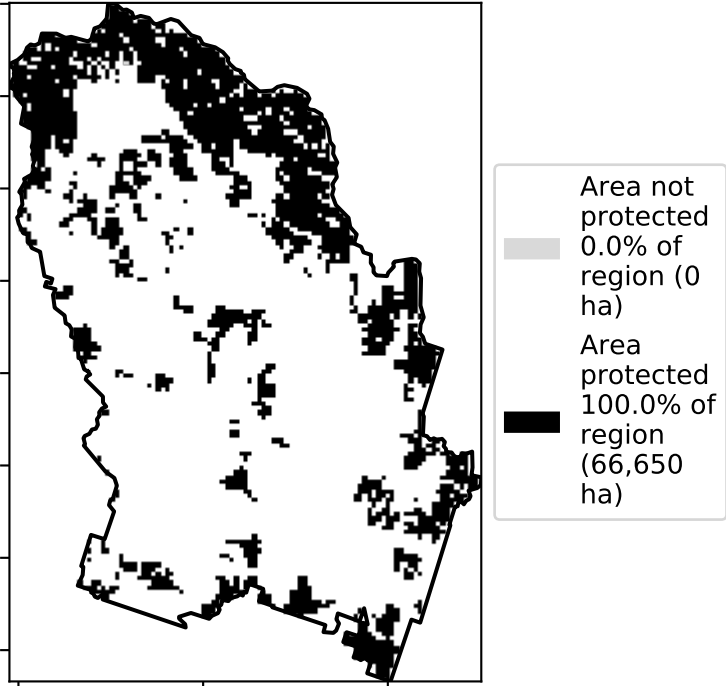 Area not
protected
0.0% of
region (0
ha)
Area
protected
100.0% of
region
(66,650
ha)